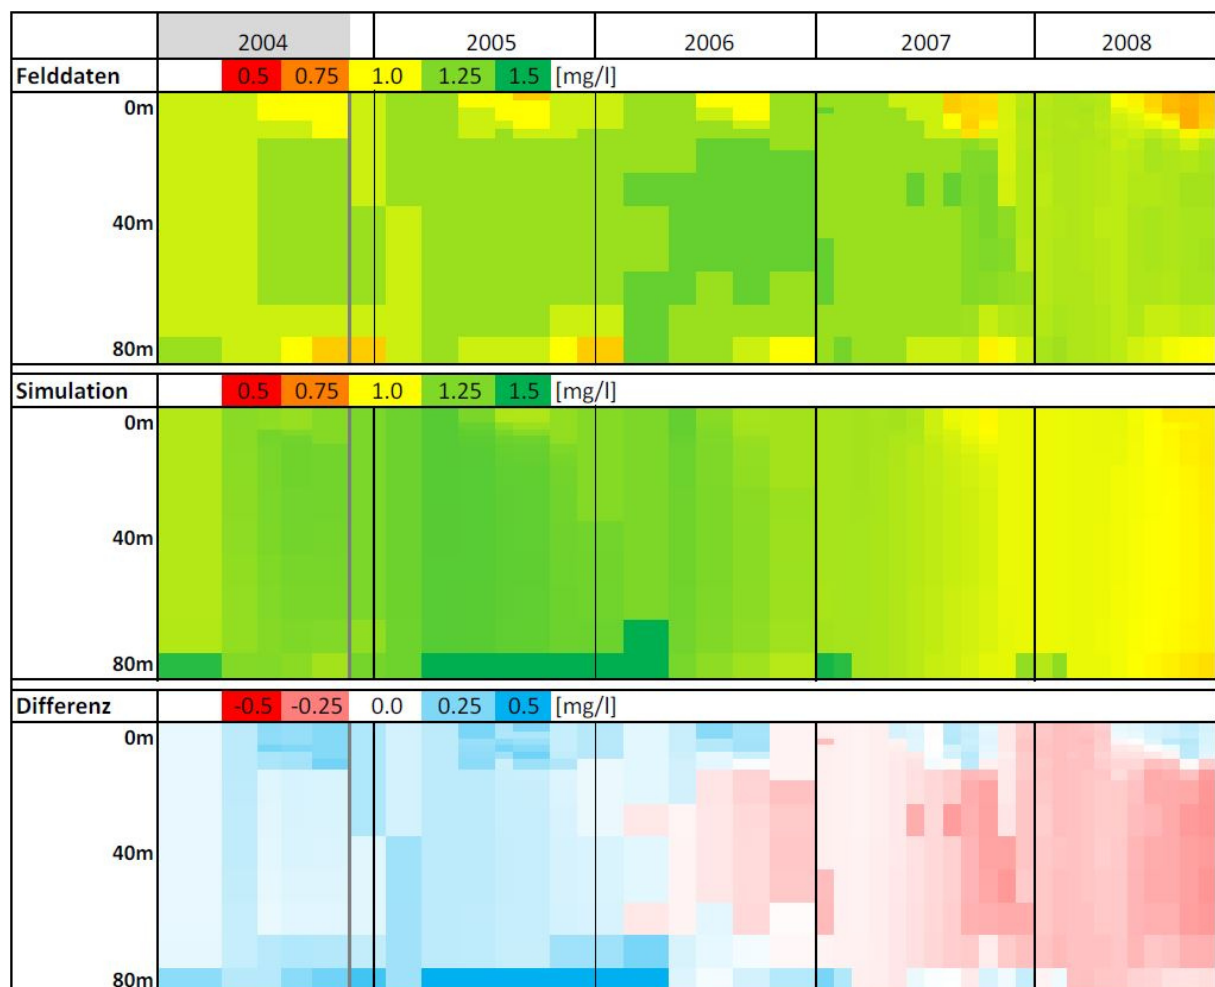 2004 2005 2006 2007 2008
Felddaten 0.5 0.75 1.0 1.25 1.5 [mg/l]
0m
40m
80m
Simulation 0.5 0.75 1.0 1.25 1.5 [mg/l]
0m
40m
80m
Differenz -0.5 -0.25 0.0 0.25 0.5 [mg/l]
0m
40m
80m